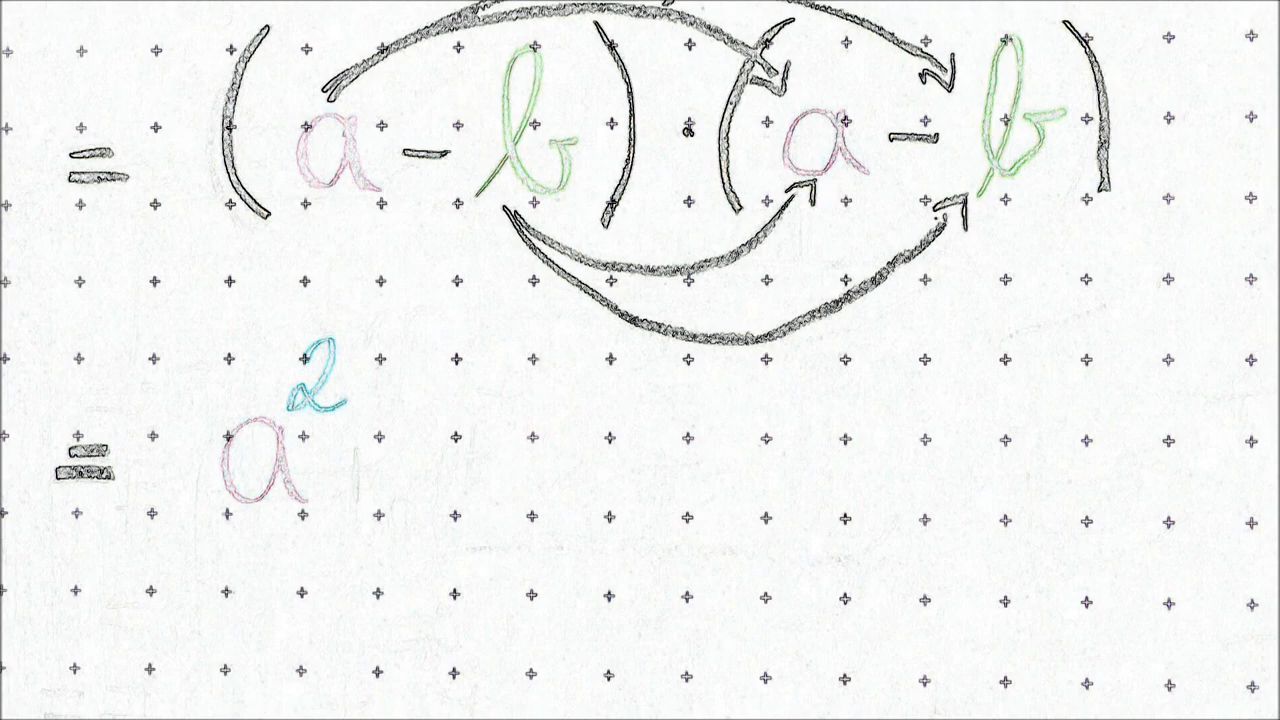 = (a - b) · (a - b)
= a²